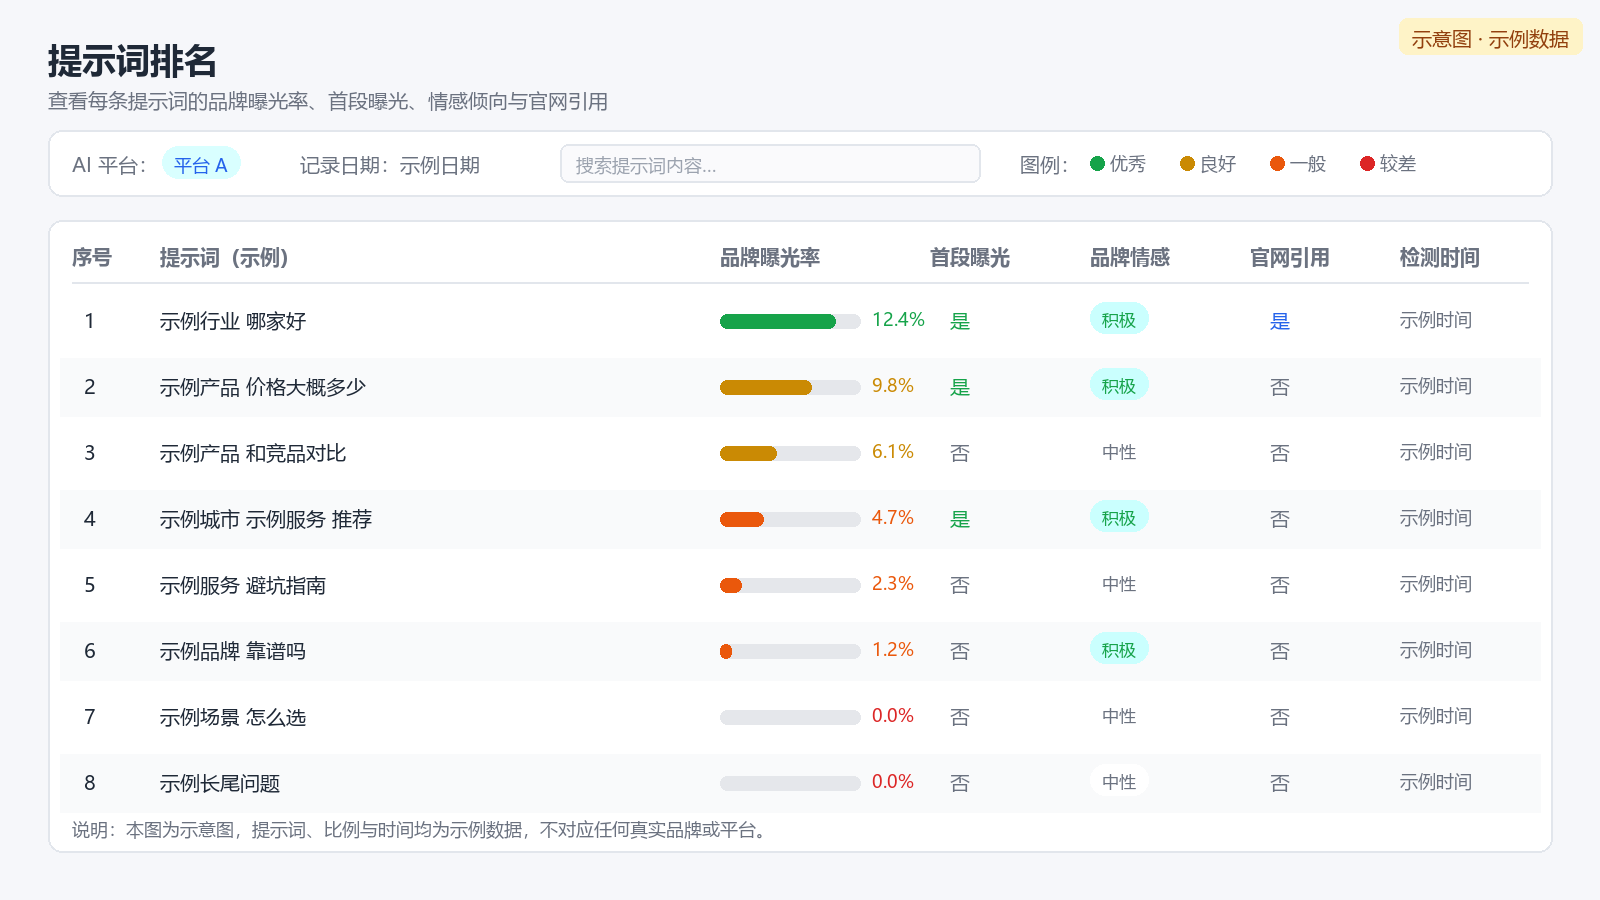 示意图 · 示例数据
提示词排名
查看每条提示词的品牌曝光率、首段曝光、情感倾向与官网引用
AI 平台： 平台 A 记录日期：示例日期 搜索提示词内容... 图例： 优秀 良好 一般 较差
序号 提示词（示例） 品牌曝光率 首段曝光 品牌情感 官网引用 检测时间
1 示例行业 哪家好 12.4% 是 积极 是 示例时间
2 示例产品 价格大概多少 9.8% 是 积极 否 示例时间
3 示例产品 和竞品对比 6.1% 否 中性 否 示例时间
4 示例城市 示例服务 推荐 4.7% 是 积极 否 示例时间
5 示例服务 避坑指南 2.3% 否 中性 否 示例时间
6 示例品牌 靠谱吗 1.2% 否 积极 否 示例时间
7 示例场景 怎么选 0.0% 否 中性 否 示例时间
8 示例长尾问题 0.0% 否 中性 否 示例时间
说明：本图为示意图，提示词、比例与时间均为示例数据，不对应任何真实品牌或平台。